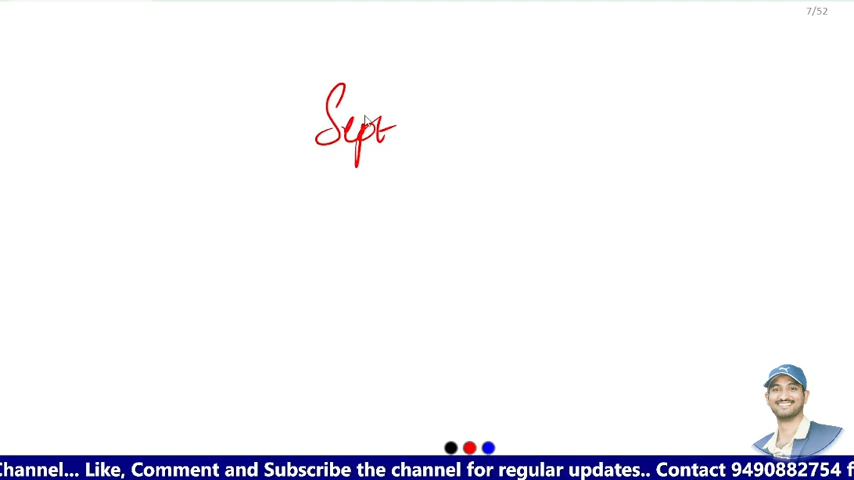 7/52
Sept
Channel... Like, Comment and Subscribe the channel for regular updates.. Contact 9490882754 f